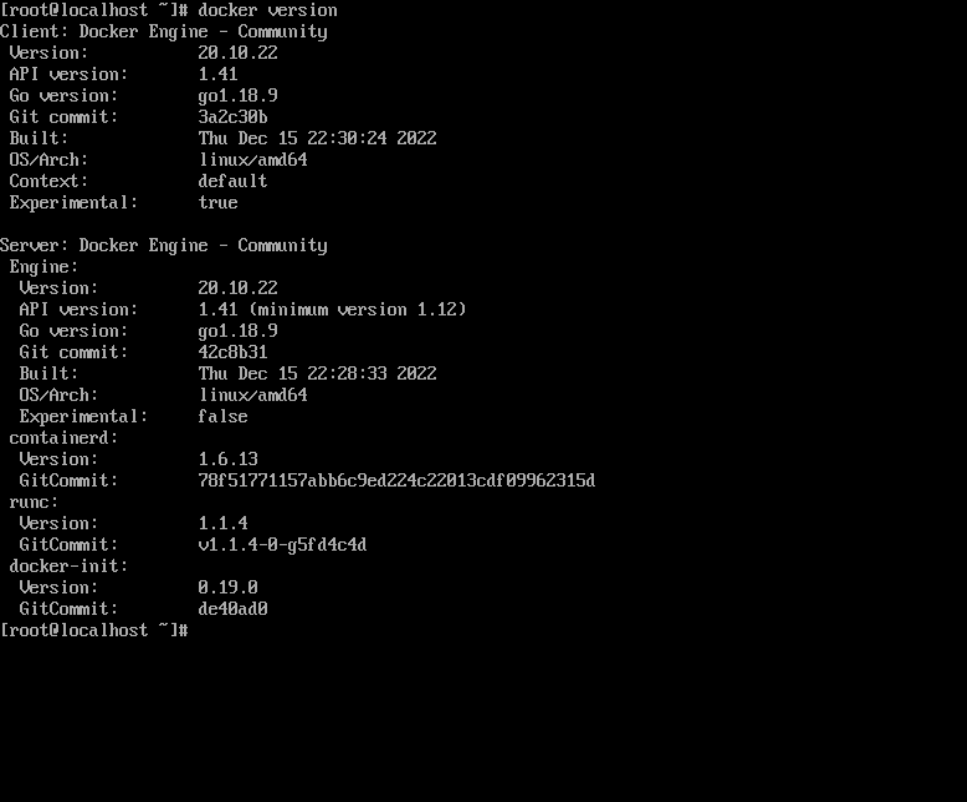 [root@localhost ~]# docker version
Client: Docker Engine - Community
 Version:           20.10.22
 API version:       1.41
 Go version:        go1.18.9
 Git commit:        3a2c30b
 Built:             Thu Dec 15 22:30:24 2022
 OS/Arch:           linux/amd64
 Context:           default
 Experimental:      true

Server: Docker Engine - Community
 Engine:
  Version:          20.10.22
  API version:      1.41 (minimum version 1.12)
  Go version:       go1.18.9
  Git commit:       42c8b31
  Built:            Thu Dec 15 22:28:33 2022
  OS/Arch:          linux/amd64
  Experimental:     false
 containerd:
  Version:          1.6.13
  GitCommit:        78f51771157abb6c9ed224c22013cdf09962315d
 runc:
  Version:          1.1.4
  GitCommit:        v1.1.4-0-g5fd4c4d
 docker-init:
  Version:          0.19.0
  GitCommit:        de40ad0
[root@localhost ~]#